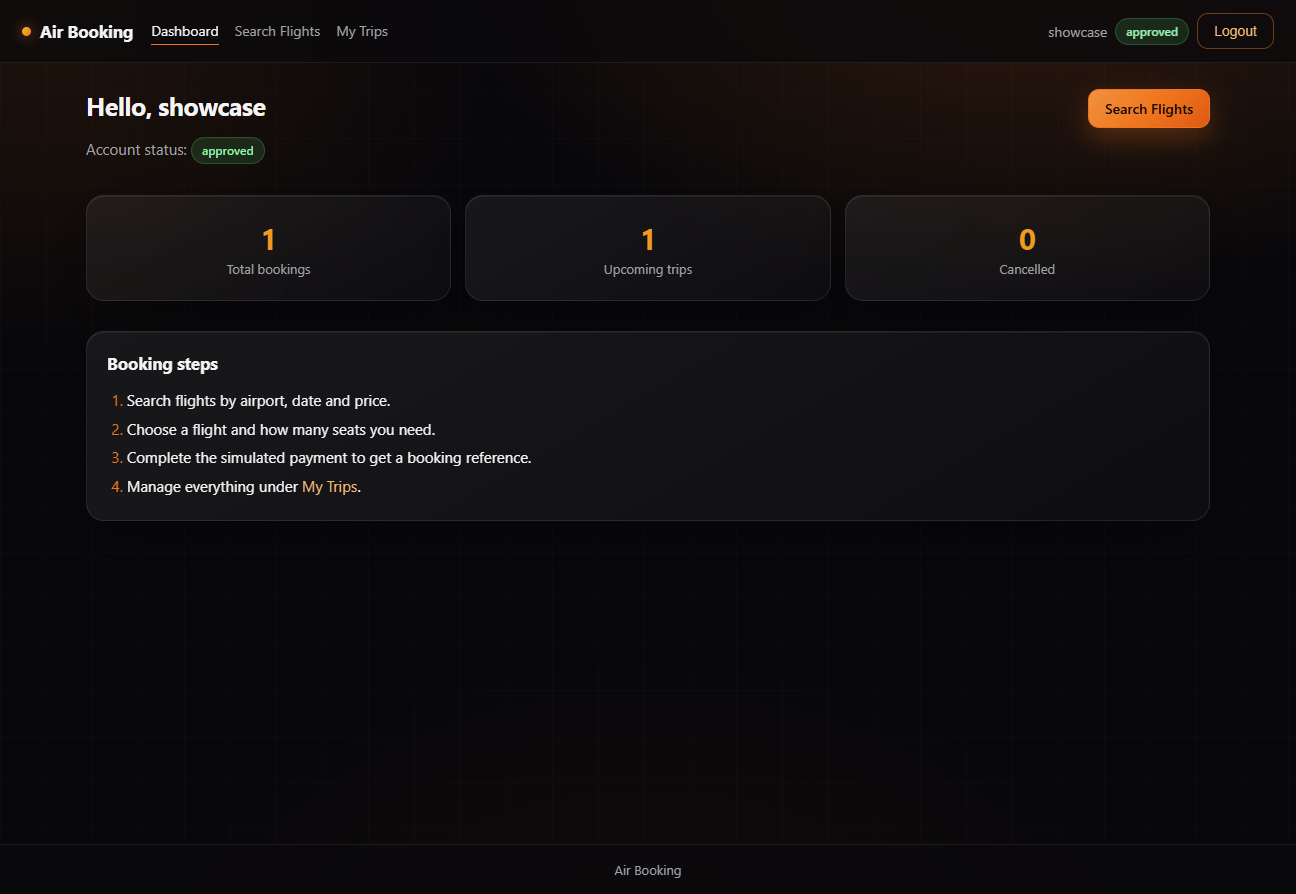 Air Booking Dashboard Search Flights My Trips showcase approved Logout
Hello, showcase
Search Flights
Account status: approved
1
Total bookings
1
Upcoming trips
0
Cancelled
Booking steps
1. Search flights by airport, date and price.
2. Choose a flight and how many seats you need.
3. Complete the simulated payment to get a booking reference.
4. Manage everything under My Trips.
Air Booking